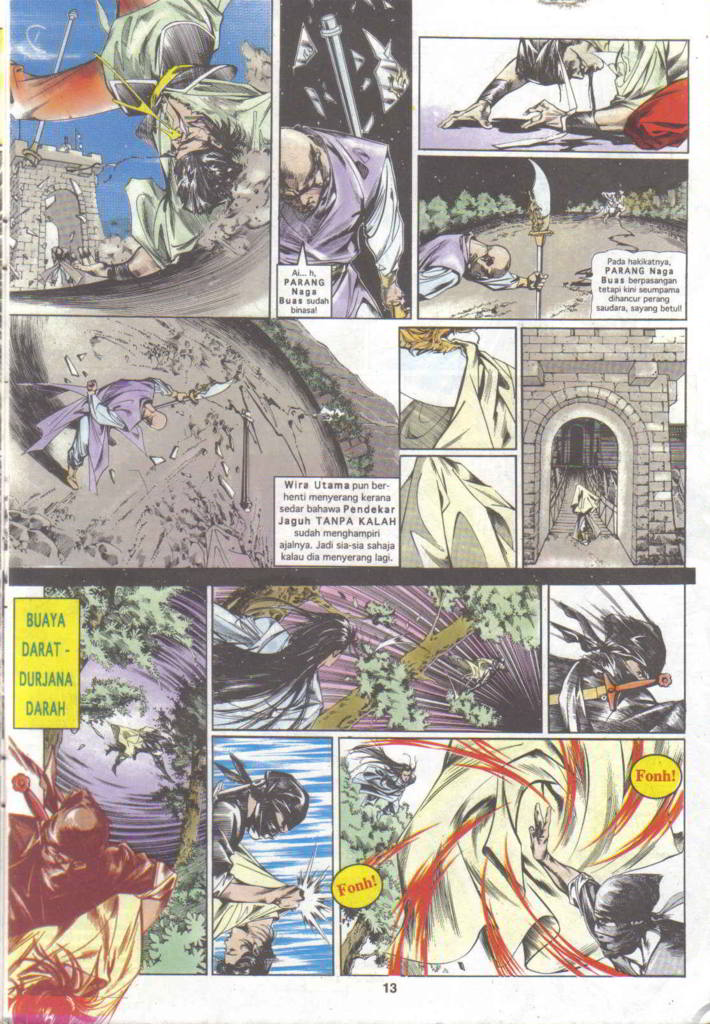 Ai... h,
PARANG
Naga
Buas sudah
binasa!
Pada hakikatnya,
PARANG Naga
Buas berpasangan
tetapi kini seumpama
dihancur perang
saudara, sayang betul!
Wira Utama pun ber-
henti menyerang kerana
sedar bahawa Pendekar
Jaguh TANPA KALAH
sudah menghampiri
ajalnya. Jadi sia-sia sahaja
kalau dia menyerang lagi.
BUAYA
DARAT -
DURJANA
DARAH
Fonh!
Fonh!
13